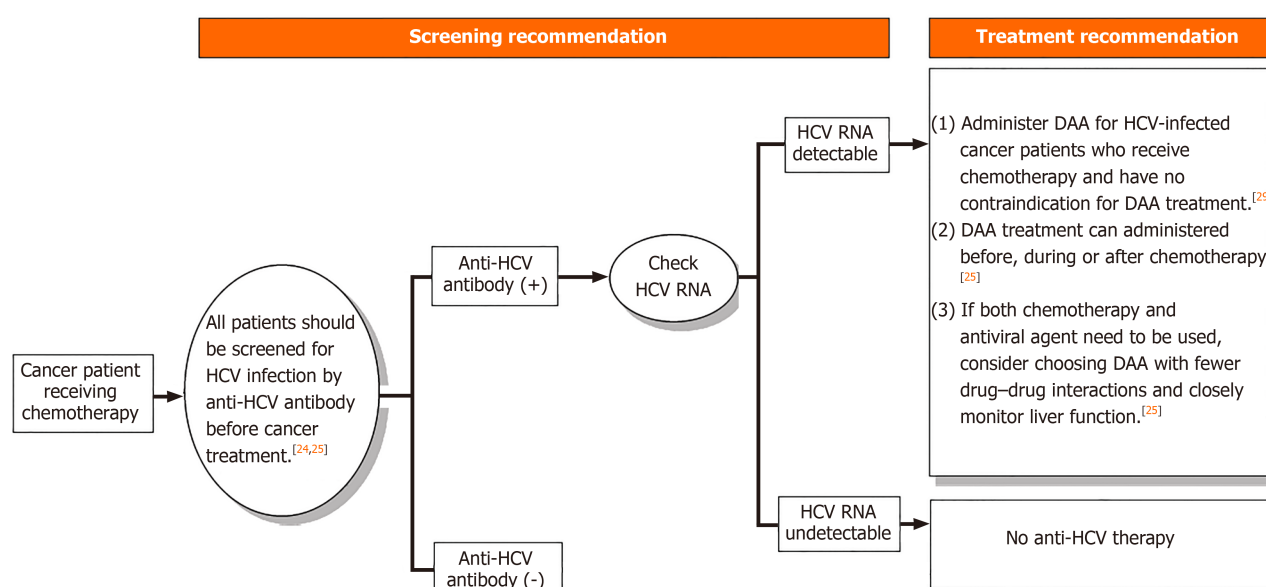 Screening recommendation
Treatment recommendation
Cancer patient
receiving
chemotherapy
All patients should
be screened for
HCV infection by
anti-HCV antibody
before cancer
treatment.[24,25]
Anti-HCV
antibody (+)
Anti-HCV
antibody (-)
Check
HCV RNA
HCV RNA
detectable
HCV RNA
undetectable
(1) Administer DAA for HCV-infected
cancer patients who receive
chemotherapy and have no
contraindication for DAA treatment.[29
(2) DAA treatment can administered
before, during or after chemotherapy
[25]
(3) If both chemotherapy and
antiviral agent need to be used,
consider choosing DAA with fewer
drug–drug interactions and closely
monitor liver function.[25]
No anti-HCV therapy